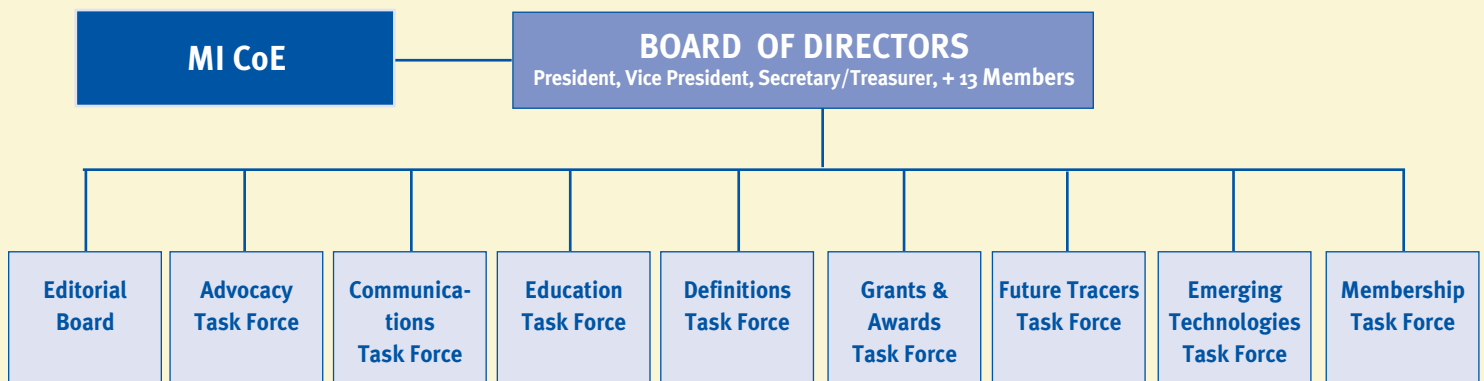 MI CoE
BOARD OF DIRECTORS
President, Vice President, Secretary/Treasurer, + 13 Members
Editorial
Board
Advocacy
Task Force
Communica-
tions
Task Force
Education
Task Force
Definitions
Task Force
Grants &
Awards
Task Force
Future Tracers
Task Force
Emerging
Technologies
Task Force
Membership
Task Force